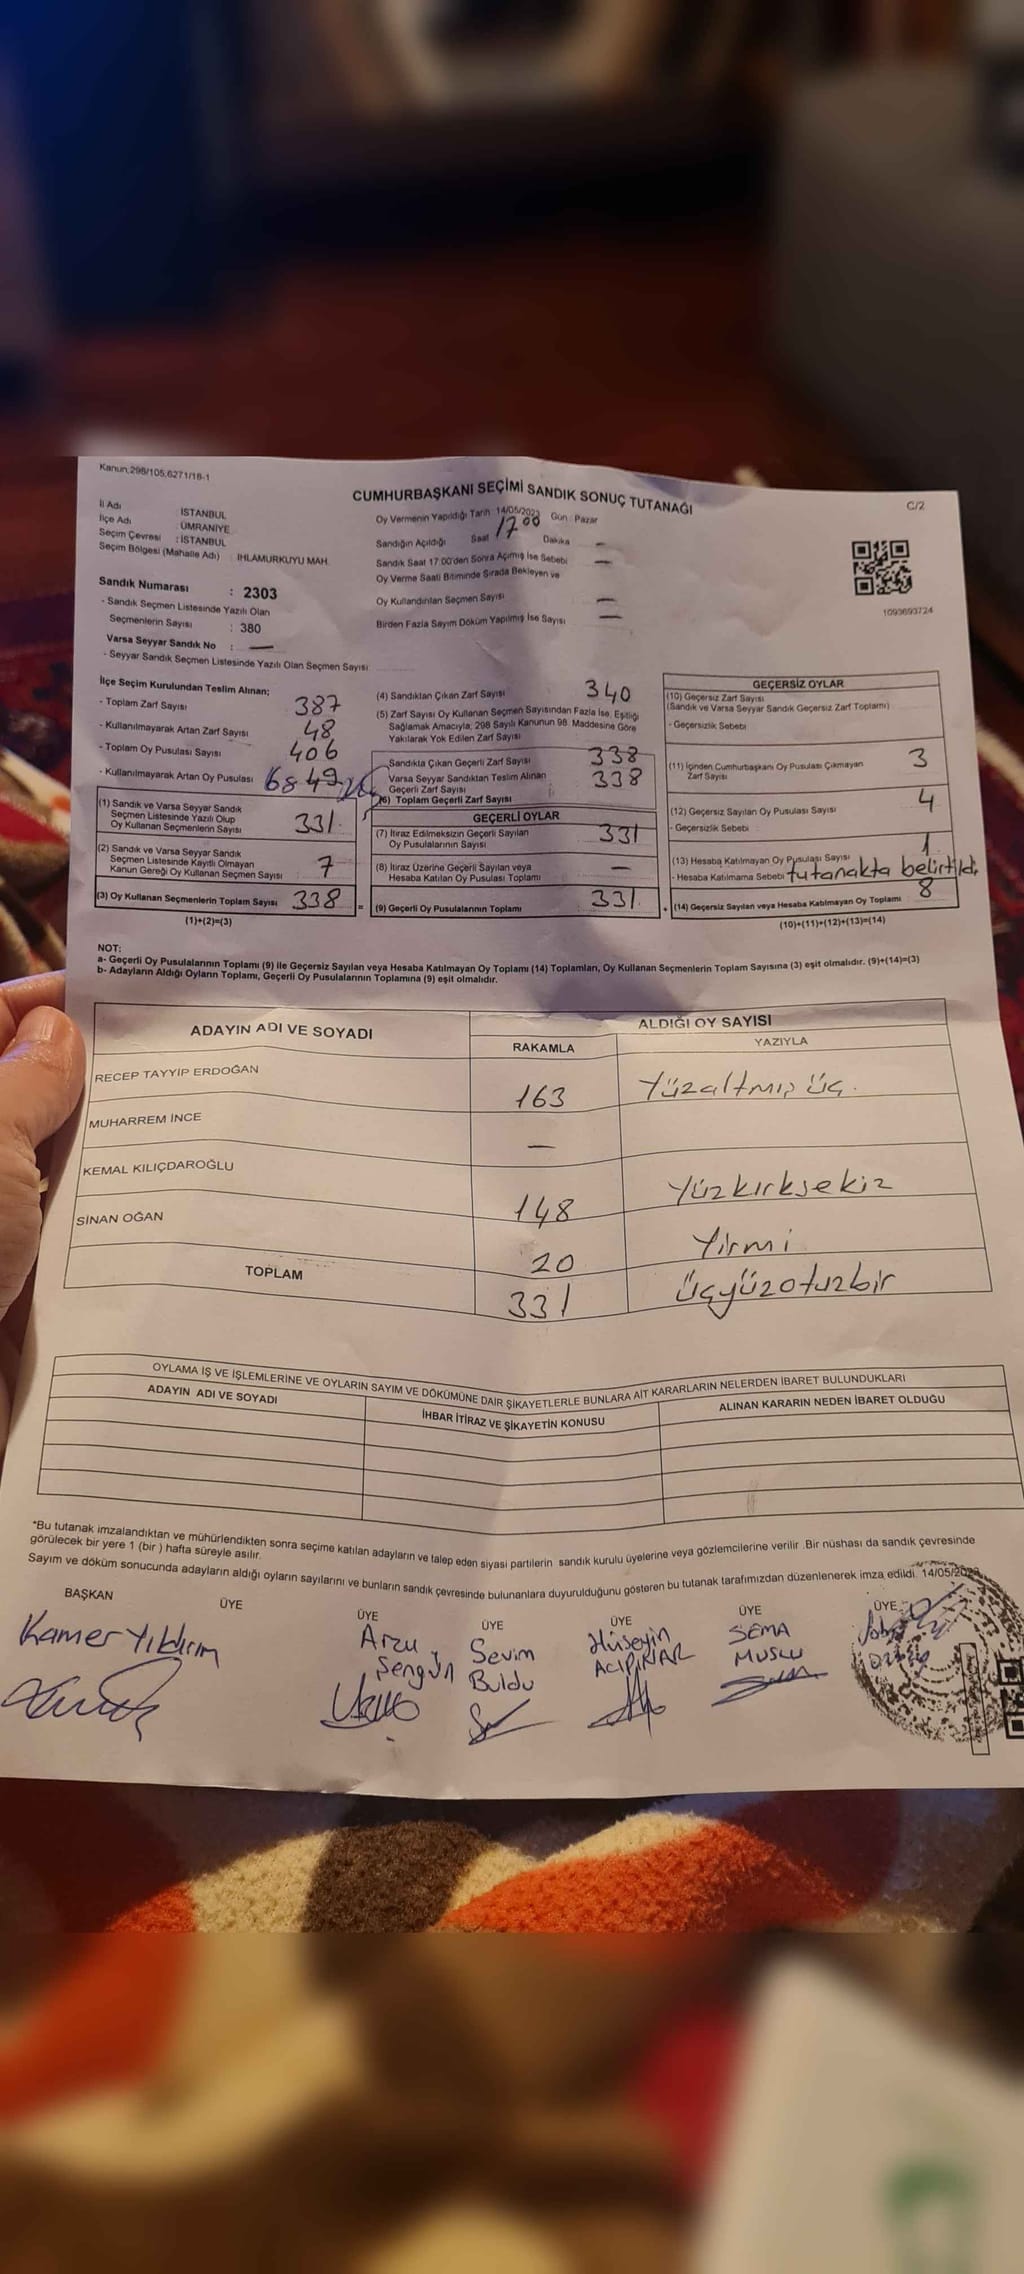 Kanun;298/105,6271/18-1
CUMHURBAŞKANI SEÇİMİ SANDIK SONUÇ TUTANAĞI
C/2
İl Adı : İSTANBUL
İlçe Adı : ÜMRANİYE
Seçim Çevresi : İSTANBUL
Seçim Bölgesi (Mahalle Adı) : IHLAMURKUYU MAH.
Sandık Numarası : 2303
- Sandık Seçmen Listesinde Yazılı Olan
Seçmenlerin Sayısı : 380
Varsa Seyyar Sandık No : —
- Seyyar Sandık Seçmen Listesinde Yazılı Olan Seçmen Sayısı:
Oy Vermenin Yapıldığı Tarih 14/05/2023 Gün : Pazar
Sandığın Açıldığı Saat 17 00 Dakika —
Sandık Saat 17.00'den Sonra Açılmış İse Sebebi —
Oy Verme Saati Bitiminde Sırada Bekleyen ve
Oy Kullandırılan Seçmen Sayısı —
Birden Fazla Sayım Döküm Yapılmış İse Sayısı —
1093693724
İlçe Seçim Kurulundan Teslim Alınan;
- Toplam Zarf Sayısı 387
- Kullanılmayarak Artan Zarf Sayısı 48
- Toplam Oy Pusulası Sayısı 406
- Kullanılmayarak Artan Oy Pusulası 68
(1) Sandık ve Varsa Seyyar Sandık
Seçmen Listesinde Yazılı Olup
Oy Kullanan Seçmenlerin Sayısı 331
(2) Sandık ve Varsa Seyyar Sandık
Seçmen Listesinde Kayıtlı Olmayan
Kanun Gereği Oy Kullanan Seçmen Sayısı 7
(3) Oy Kullanan Seçmenlerin Toplam Sayısı 338
(1)+(2)=(3)
(4) Sandıktan Çıkan Zarf Sayısı 340
(5) Zarf Sayısı Oy Kullanan Seçmen Sayısından Fazla İse, Eşitliği
Sağlamak Amacıyla, 298 Sayılı Kanunun 98. Maddesine Göre
Yakılarak Yok Edilen Zarf Sayısı
Sandıkla Çıkan Geçerli Zarf Sayısı 338
Varsa Seyyar Sandıktan Teslim Alınan
Geçerli Zarf Sayısı 338
(6) Toplam Geçerli Zarf Sayısı
=
GEÇERLİ OYLAR
(7) İtiraz Edilmeksizin Geçerli Sayılan
Oy Pusulalarının Sayısı 331
(8) İtiraz Üzerine Geçerli Sayılan veya
Hesaba Katılan Oy Pusulası Toplamı —
(9) Geçerli Oy Pusulalarının Toplamı 331
+
GEÇERSİZ OYLAR
(10) Geçersiz Zarf Sayısı
(Sandık ve Varsa Seyyar Sandık Geçersiz Zarf Toplamı)
- Geçersizlik Sebebi
(11) İçinden Cumhurbaşkanı Oy Pusulası Çıkmayan
Zarf Sayısı 3
(12) Geçersiz Sayılan Oy Pusulası Sayısı 4
- Geçersizlik Sebebi :
(13) Hesaba Katılmayan Oy Pusulası Sayısı 1
- Hesaba Katılmama Sebebi tutanakta belirtildi.
(14) Geçersiz Sayılan veya Hesaba Katılmayan Oy Toplamı 8
(10)+(11)+(12)+(13)=(14)
NOT:
a- Geçerli Oy Pusulalarının Toplamı (9) ile Geçersiz Sayılan veya Hesaba Katılmayan Oy Toplamı (14) Toplamları, Oy Kullanan Seçmenlerin Toplam Sayısına (3) eşit olmalıdır. (9)+(14)=(3)
b- Adayların Aldığı Oyların Toplamı, Geçerli Oy Pusulalarının Toplamına (9) eşit olmalıdır.
ADAYIN ADI VE SOYADI
ALDIĞI OY SAYISI
RAKAMLA YAZIYLA
RECEP TAYYİP ERDOĞAN 163 Yüzaltmış üç.
MUHARREM İNCE —
KEMAL KILIÇDAROĞLU 148 Yüzkırksekiz
SİNAN OĞAN 20 Yirmi
TOPLAM 331 Üçyüzotuzbir
OYLAMA İŞ VE İŞLEMLERİNE VE OYLARIN SAYIM VE DÖKÜMÜNE DAİR ŞİKAYETLERLE BUNLARA AİT KARARLARIN NELERDEN İBARET BULUNDUKLARI
ADAYIN ADI VE SOYADI İHBAR İTİRAZ VE ŞİKAYETİN KONUSU ALINAN KARARIN NEDEN İBARET OLDUĞU
*Bu tutanak imzalandıktan ve mühürlendikten sonra seçime katılan adayların ve talep eden siyasi partilerin sandık kurulu üyelerine veya gözlemcilerine verilir .Bir nüshası da sandık çevresinde
görülecek bir yere 1 (bir ) hafta süreyle asılır.
Sayım ve döküm sonucunda adayların aldığı oyların sayılarını ve bunların sandık çevresinde bulunanlara duyurulduğunu gösteren bu tutanak tarafımızdan düzenlenerek imza edildi. 14/05/2023
BAŞKAN ÜYE ÜYE ÜYE ÜYE ÜYE ÜYE
Kamer Yıldırım
Arzu Şengün
Sevim Buldu
Hüseyin ACIPINAR
SEMA MUSLU